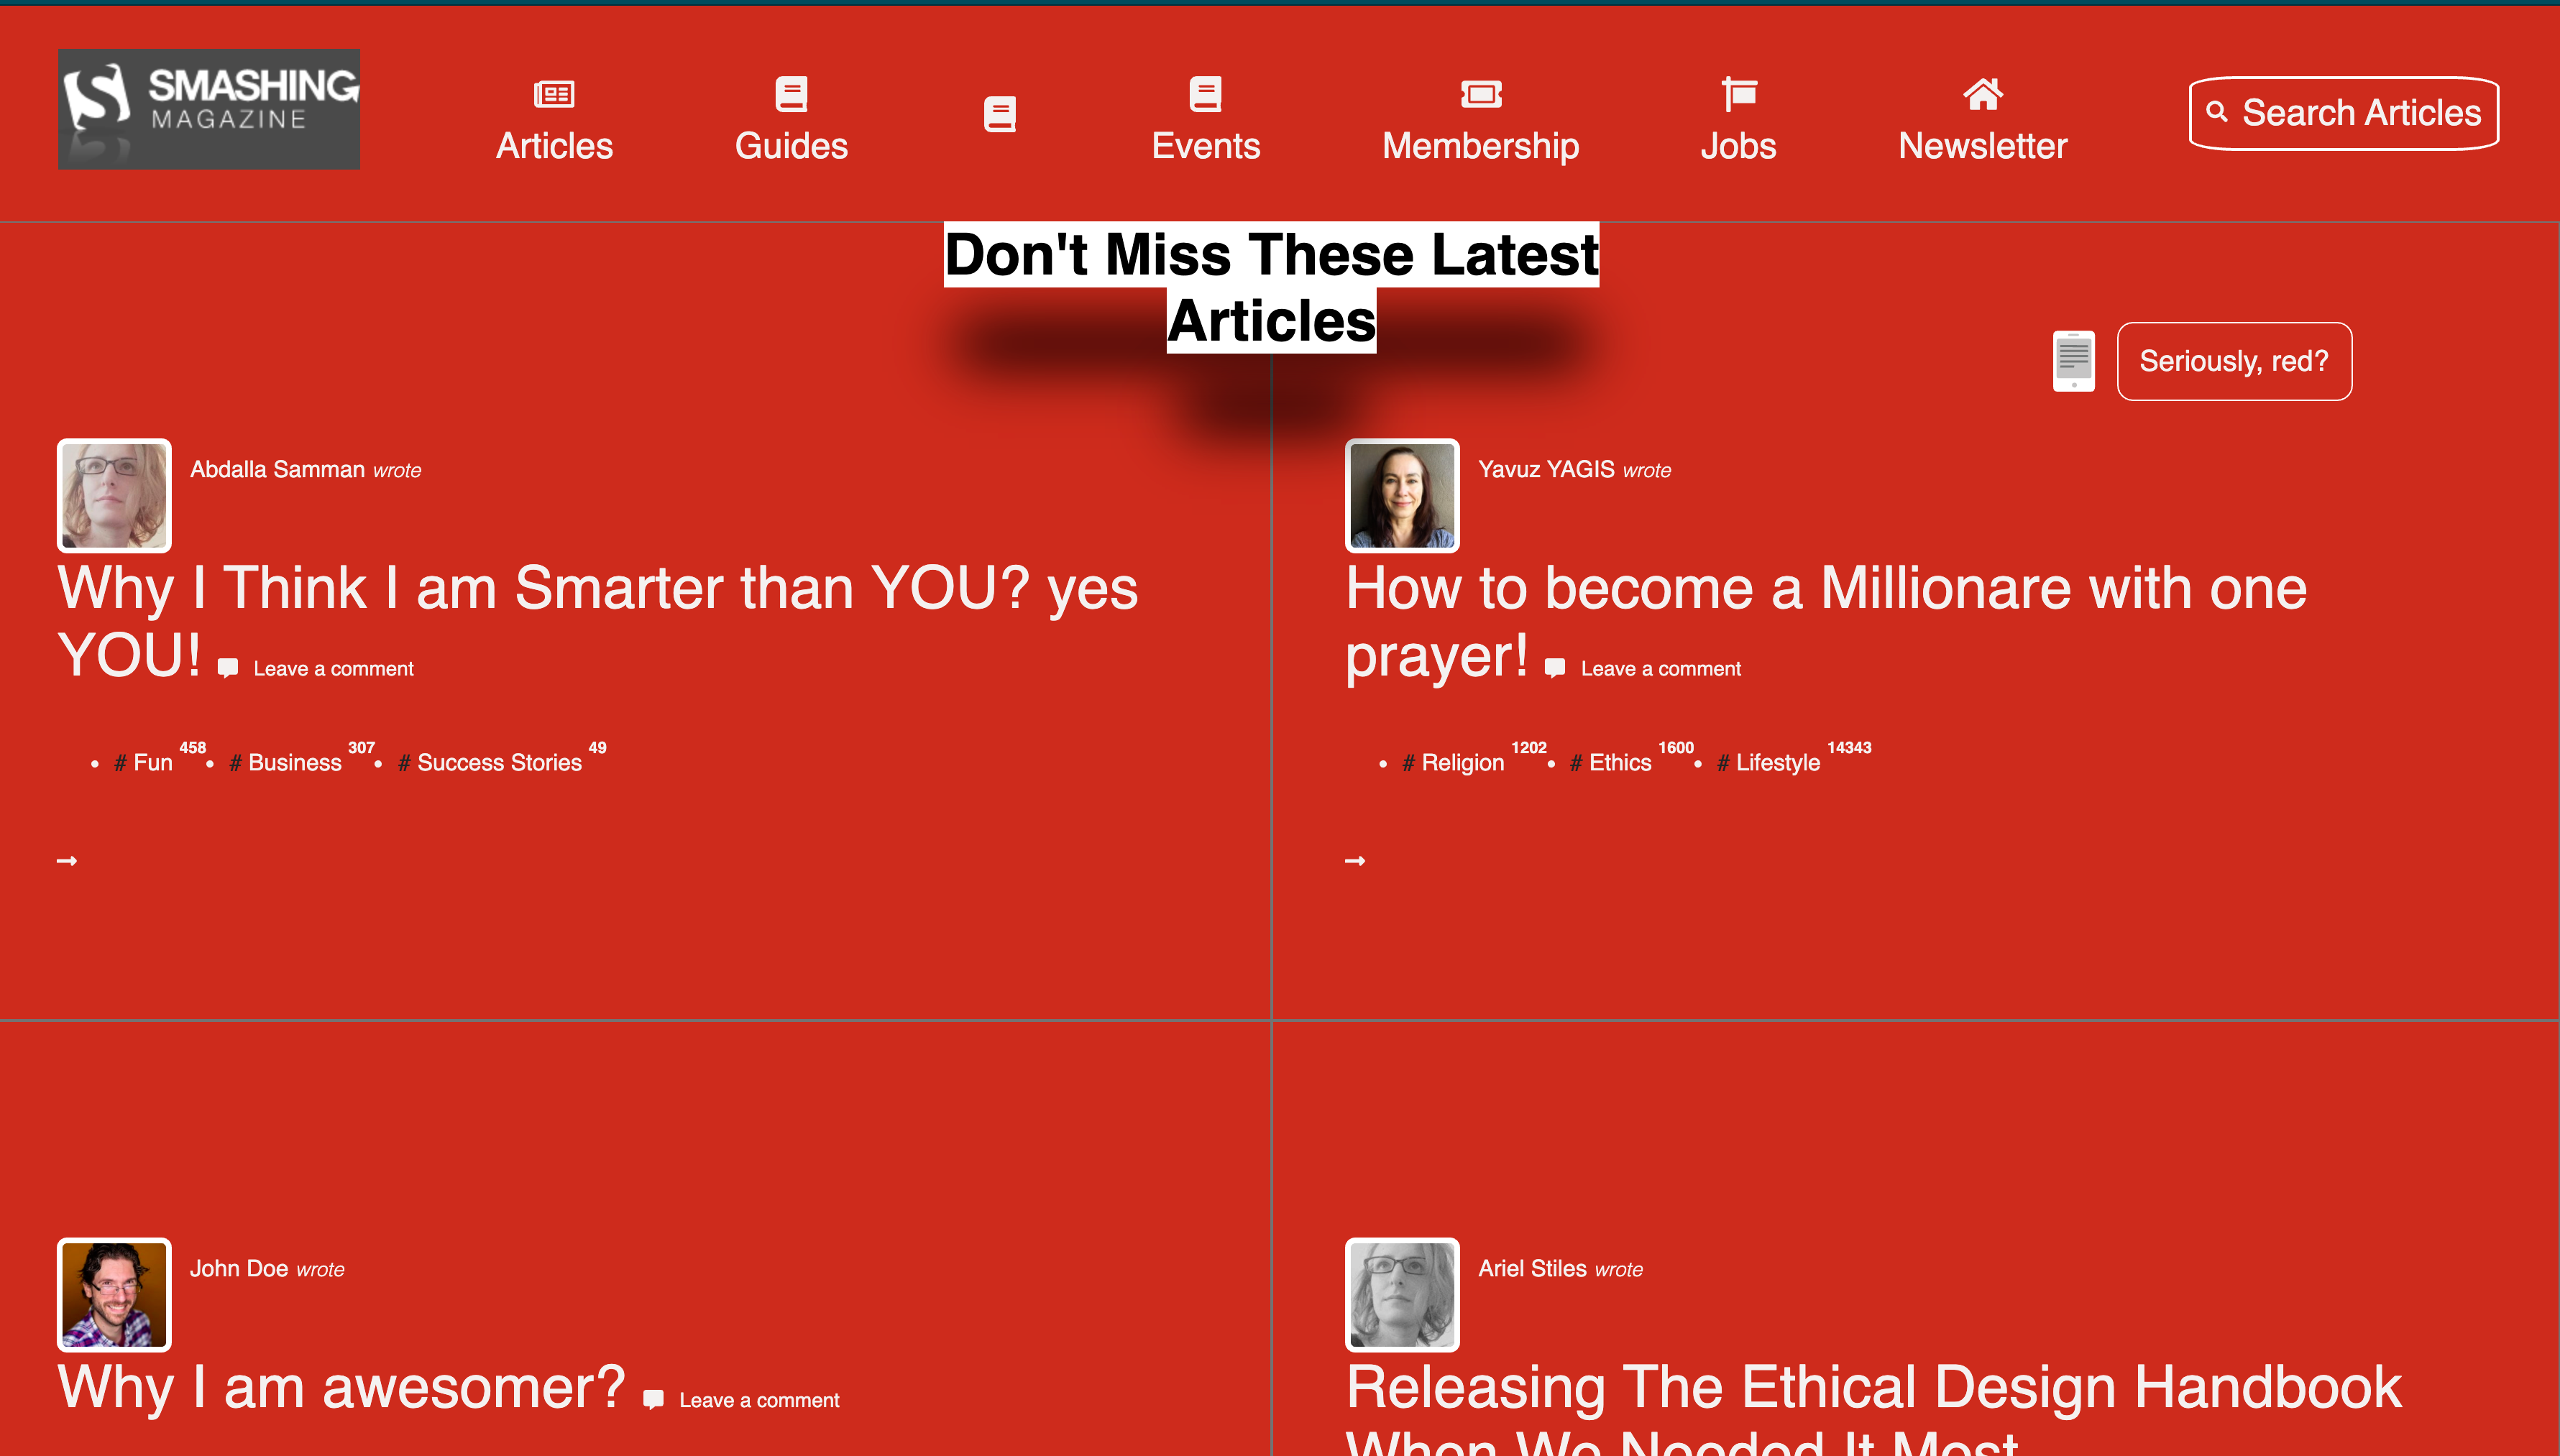 SMASHING
MAGAZINE
Articles
Guides
Events
Membership
Jobs
Newsletter
Search Articles
Don't Miss These Latest
Articles
Seriously, red?
Abdalla Samman wrote
Why I Think I am Smarter than YOU? yes
YOU! Leave a comment
• # Fun 458 • # Business 307 • # Success Stories 49
Yavuz YAGIS wrote
How to become a Millionare with one
prayer! Leave a comment
• # Religion 1202 • # Ethics 1600 • # Lifestyle 14343
John Doe wrote
Why I am awesomer? Leave a comment
Ariel Stiles wrote
Releasing The Ethical Design Handbook
When We Needed It Most